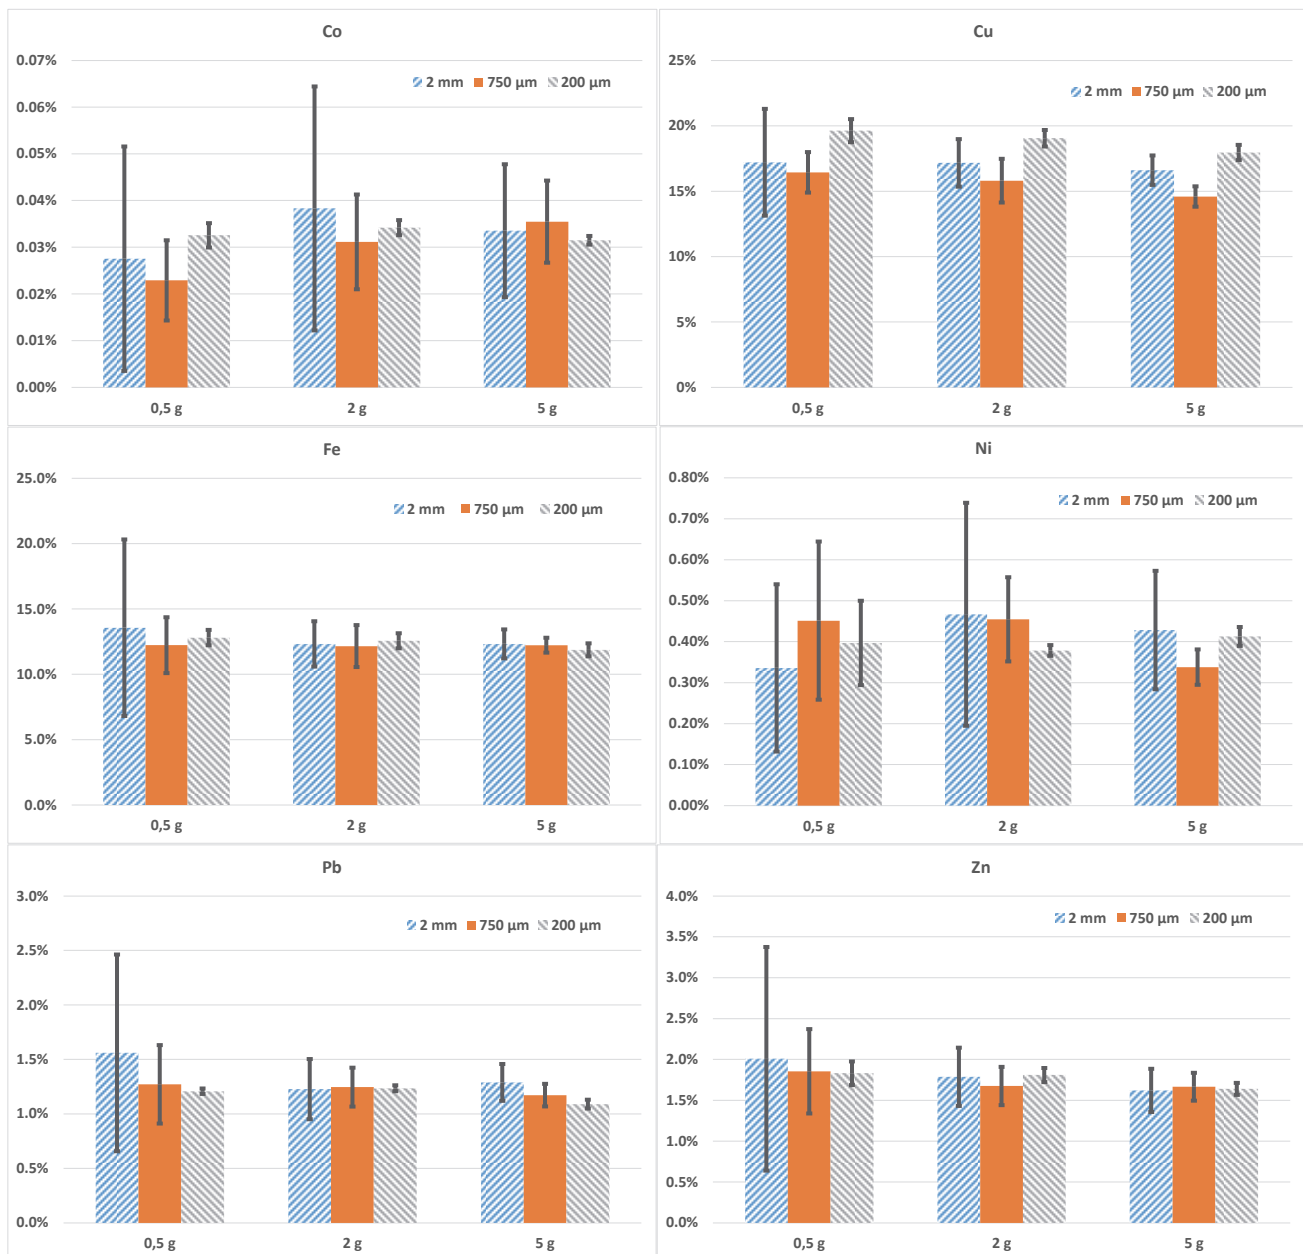 Co
0.07%
0.06%
0.05%
0.04%
0.03%
0.02%
0.01%
0.00%
2 mm 750 µm 200 µm
0,5 g 2 g 5 g
Cu
25%
20%
15%
10%
5%
0%
2 mm 750 µm 200 µm
0,5 g 2 g 5 g
Fe
25.0%
20.0%
15.0%
10.0%
5.0%
0.0%
2 mm 750 µm 200 µm
0,5 g 2 g 5 g
Ni
0.80%
0.70%
0.60%
0.50%
0.40%
0.30%
0.20%
0.10%
0.00%
2 mm 750 µm 200 µm
0,5 g 2 g 5 g
Pb
3.0%
2.5%
2.0%
1.5%
1.0%
0.5%
0.0%
2 mm 750 µm 200 µm
0,5 g 2 g 5 g
Zn
4.0%
3.5%
3.0%
2.5%
2.0%
1.5%
1.0%
0.5%
0.0%
2 mm 750 µm 200 µm
0,5 g 2 g 5 g